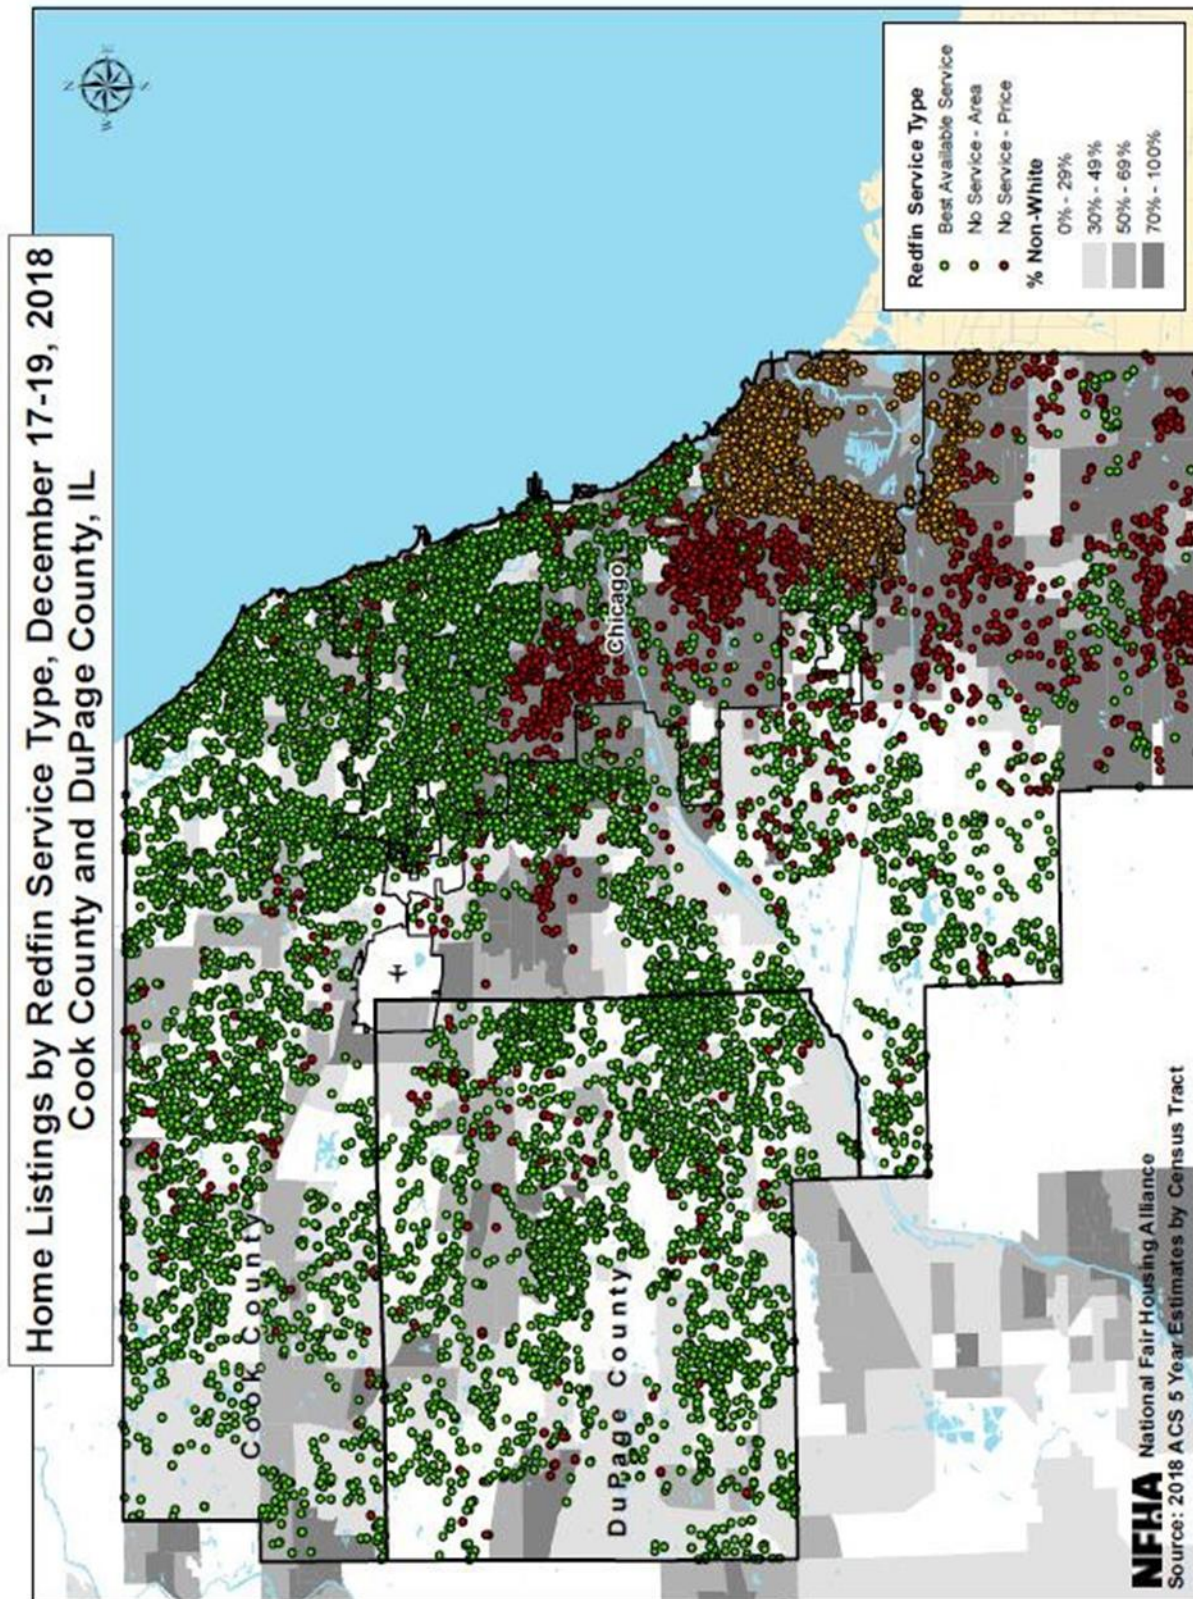 Home Listings by Redfin Service Type, December 17-19, 2018
Cook County and DuPage County, IL
N
W
E
Cook County
DuPage County
Chicago
Redfin Service Type
Best Available Service
No Service - Area
No Service - Price
% Non-White
0% - 29%
30% - 49%
50% - 69%
70% - 100%
NFHA National Fair Housing Alliance
Source: 2018 ACS 5 Year Estimates by Census Tract